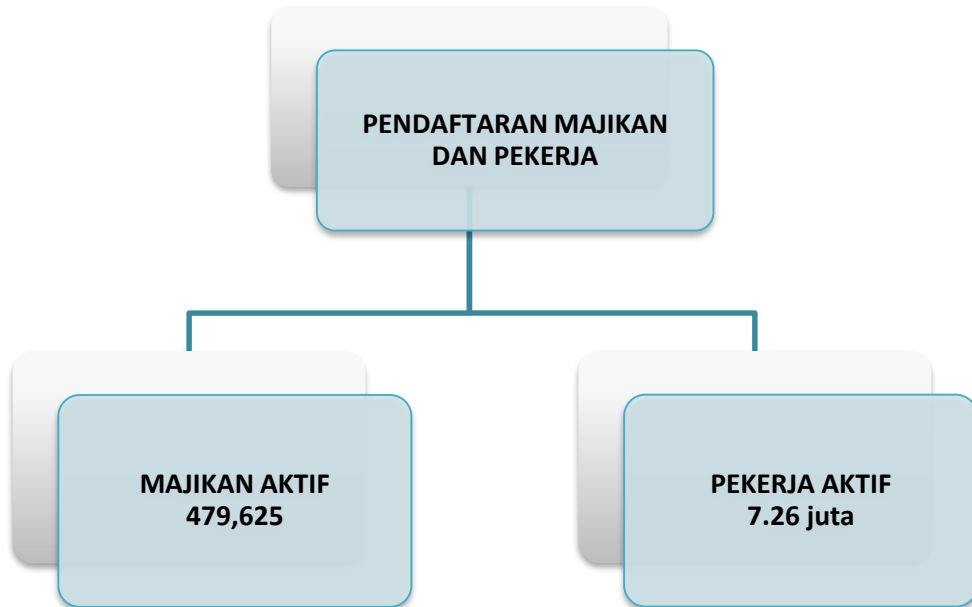 PENDAFTARAN MAJIKAN
DAN PEKERJA
MAJIKAN AKTIF
479,625
PEKERJA AKTIF
7.26 juta